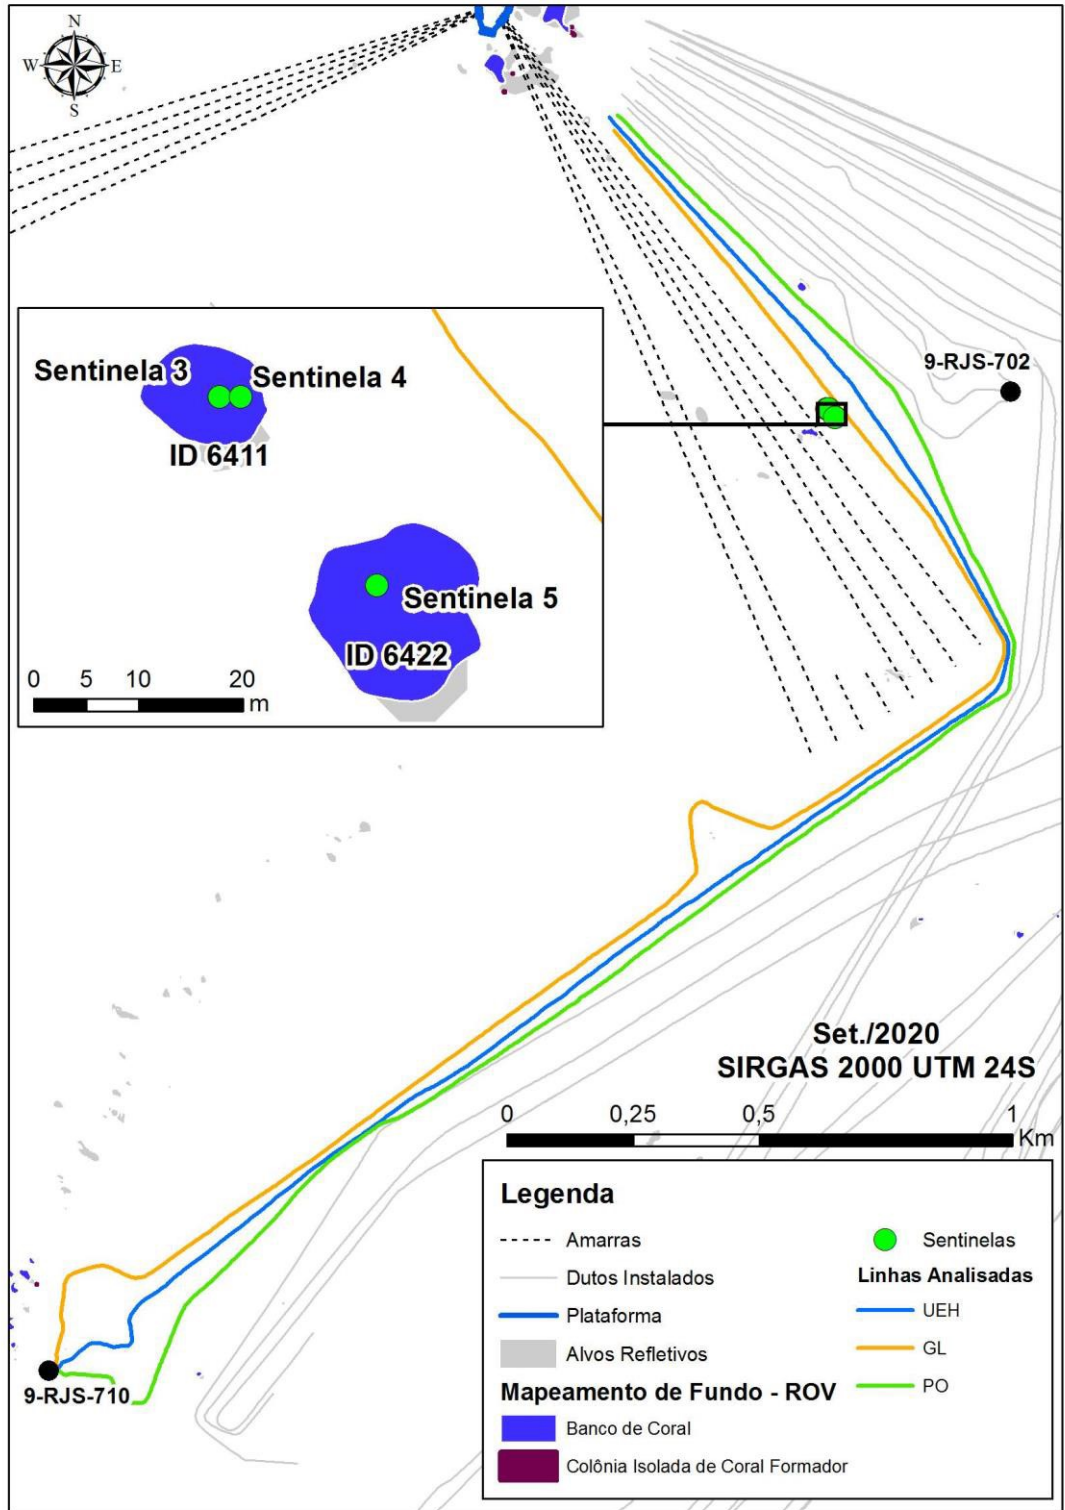 N
W
E
S
9-RJS-702
Sentinela 3
Sentinela 4
ID 6411
Sentinela 5
ID 6422
0 5 10 20
m
Set./2020
SIRGAS 2000 UTM 24S
0 0,25 0,5 1
Km
Legenda
Amarras
Dutos Instalados
Plataforma
Alvos Refletivos
Mapeamento de Fundo - ROV
Banco de Coral
Colônia Isolada de Coral Formador
Sentinelas
Linhas Analisadas
UEH
GL
PO
9-RJS-710